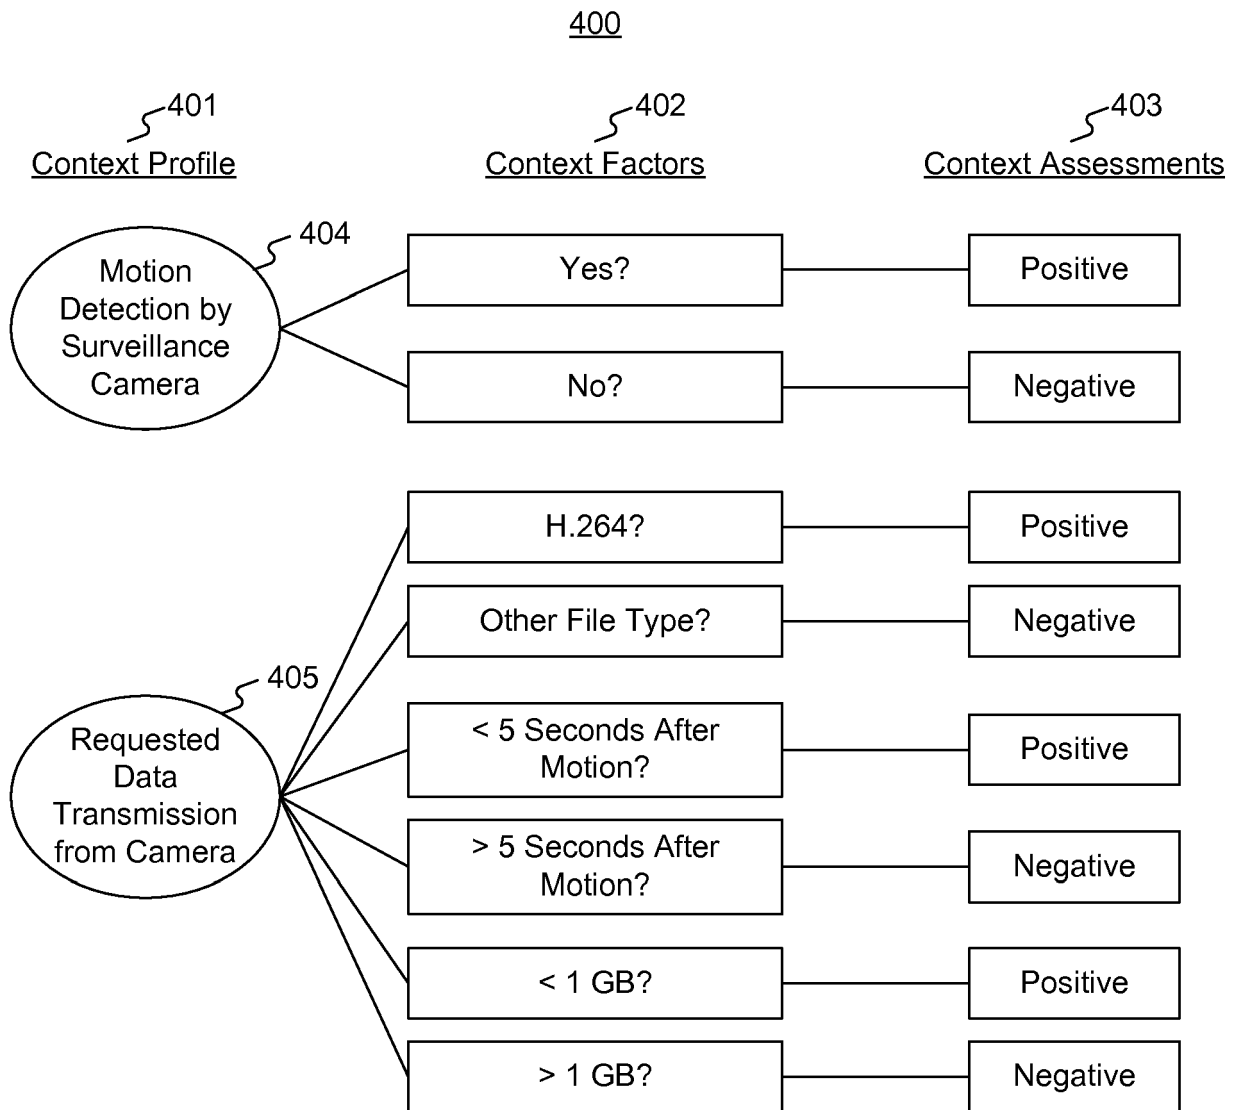 400
401
402
403
Context Profile
Context Factors
Context Assessments
404
Motion
Detection by
Surveillance
Camera
Yes?
Positive
No?
Negative
H.264?
Positive
Other File Type?
Negative
405
Requested
Data
Transmission
from Camera
< 5 Seconds After
Motion?
Positive
> 5 Seconds After
Motion?
Negative
< 1 GB?
Positive
> 1 GB?
Negative